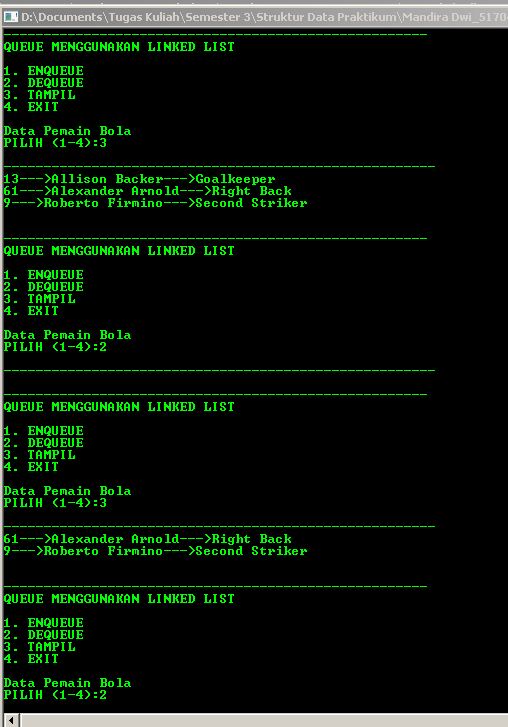 D:\Documents\Tugas Kuliah\Semester 3\Struktur Data Praktikum\Mandira Dwi_5170
QUEUE MENGGUNAKAN LINKED LIST
1. ENQUEUE
2. DEQUEUE
3. TAMPIL
4. EXIT
Data Pemain Bola
PILIH (1-4):3
13--->Allison Backer--->Goalkeeper
61--->Alexander Arnold--->Right Back
9--->Roberto Firmino--->Second Striker
QUEUE MENGGUNAKAN LINKED LIST
1. ENQUEUE
2. DEQUEUE
3. TAMPIL
4. EXIT
Data Pemain Bola
PILIH (1-4):2
QUEUE MENGGUNAKAN LINKED LIST
1. ENQUEUE
2. DEQUEUE
3. TAMPIL
4. EXIT
Data Pemain Bola
PILIH (1-4):3
61--->Alexander Arnold--->Right Back
9--->Roberto Firmino--->Second Striker
QUEUE MENGGUNAKAN LINKED LIST
1. ENQUEUE
2. DEQUEUE
3. TAMPIL
4. EXIT
Data Pemain Bola
PILIH (1-4):2